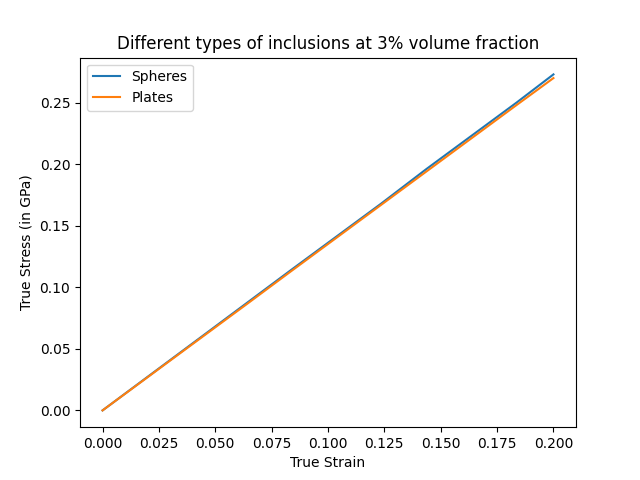 Different types of inclusions at 3% volume fraction
Spheres
Plates
True Stress (in GPa)
0.25
0.20
0.15
0.10
0.05
0.00
0.000 0.025 0.050 0.075 0.100 0.125 0.150 0.175 0.200
True Strain